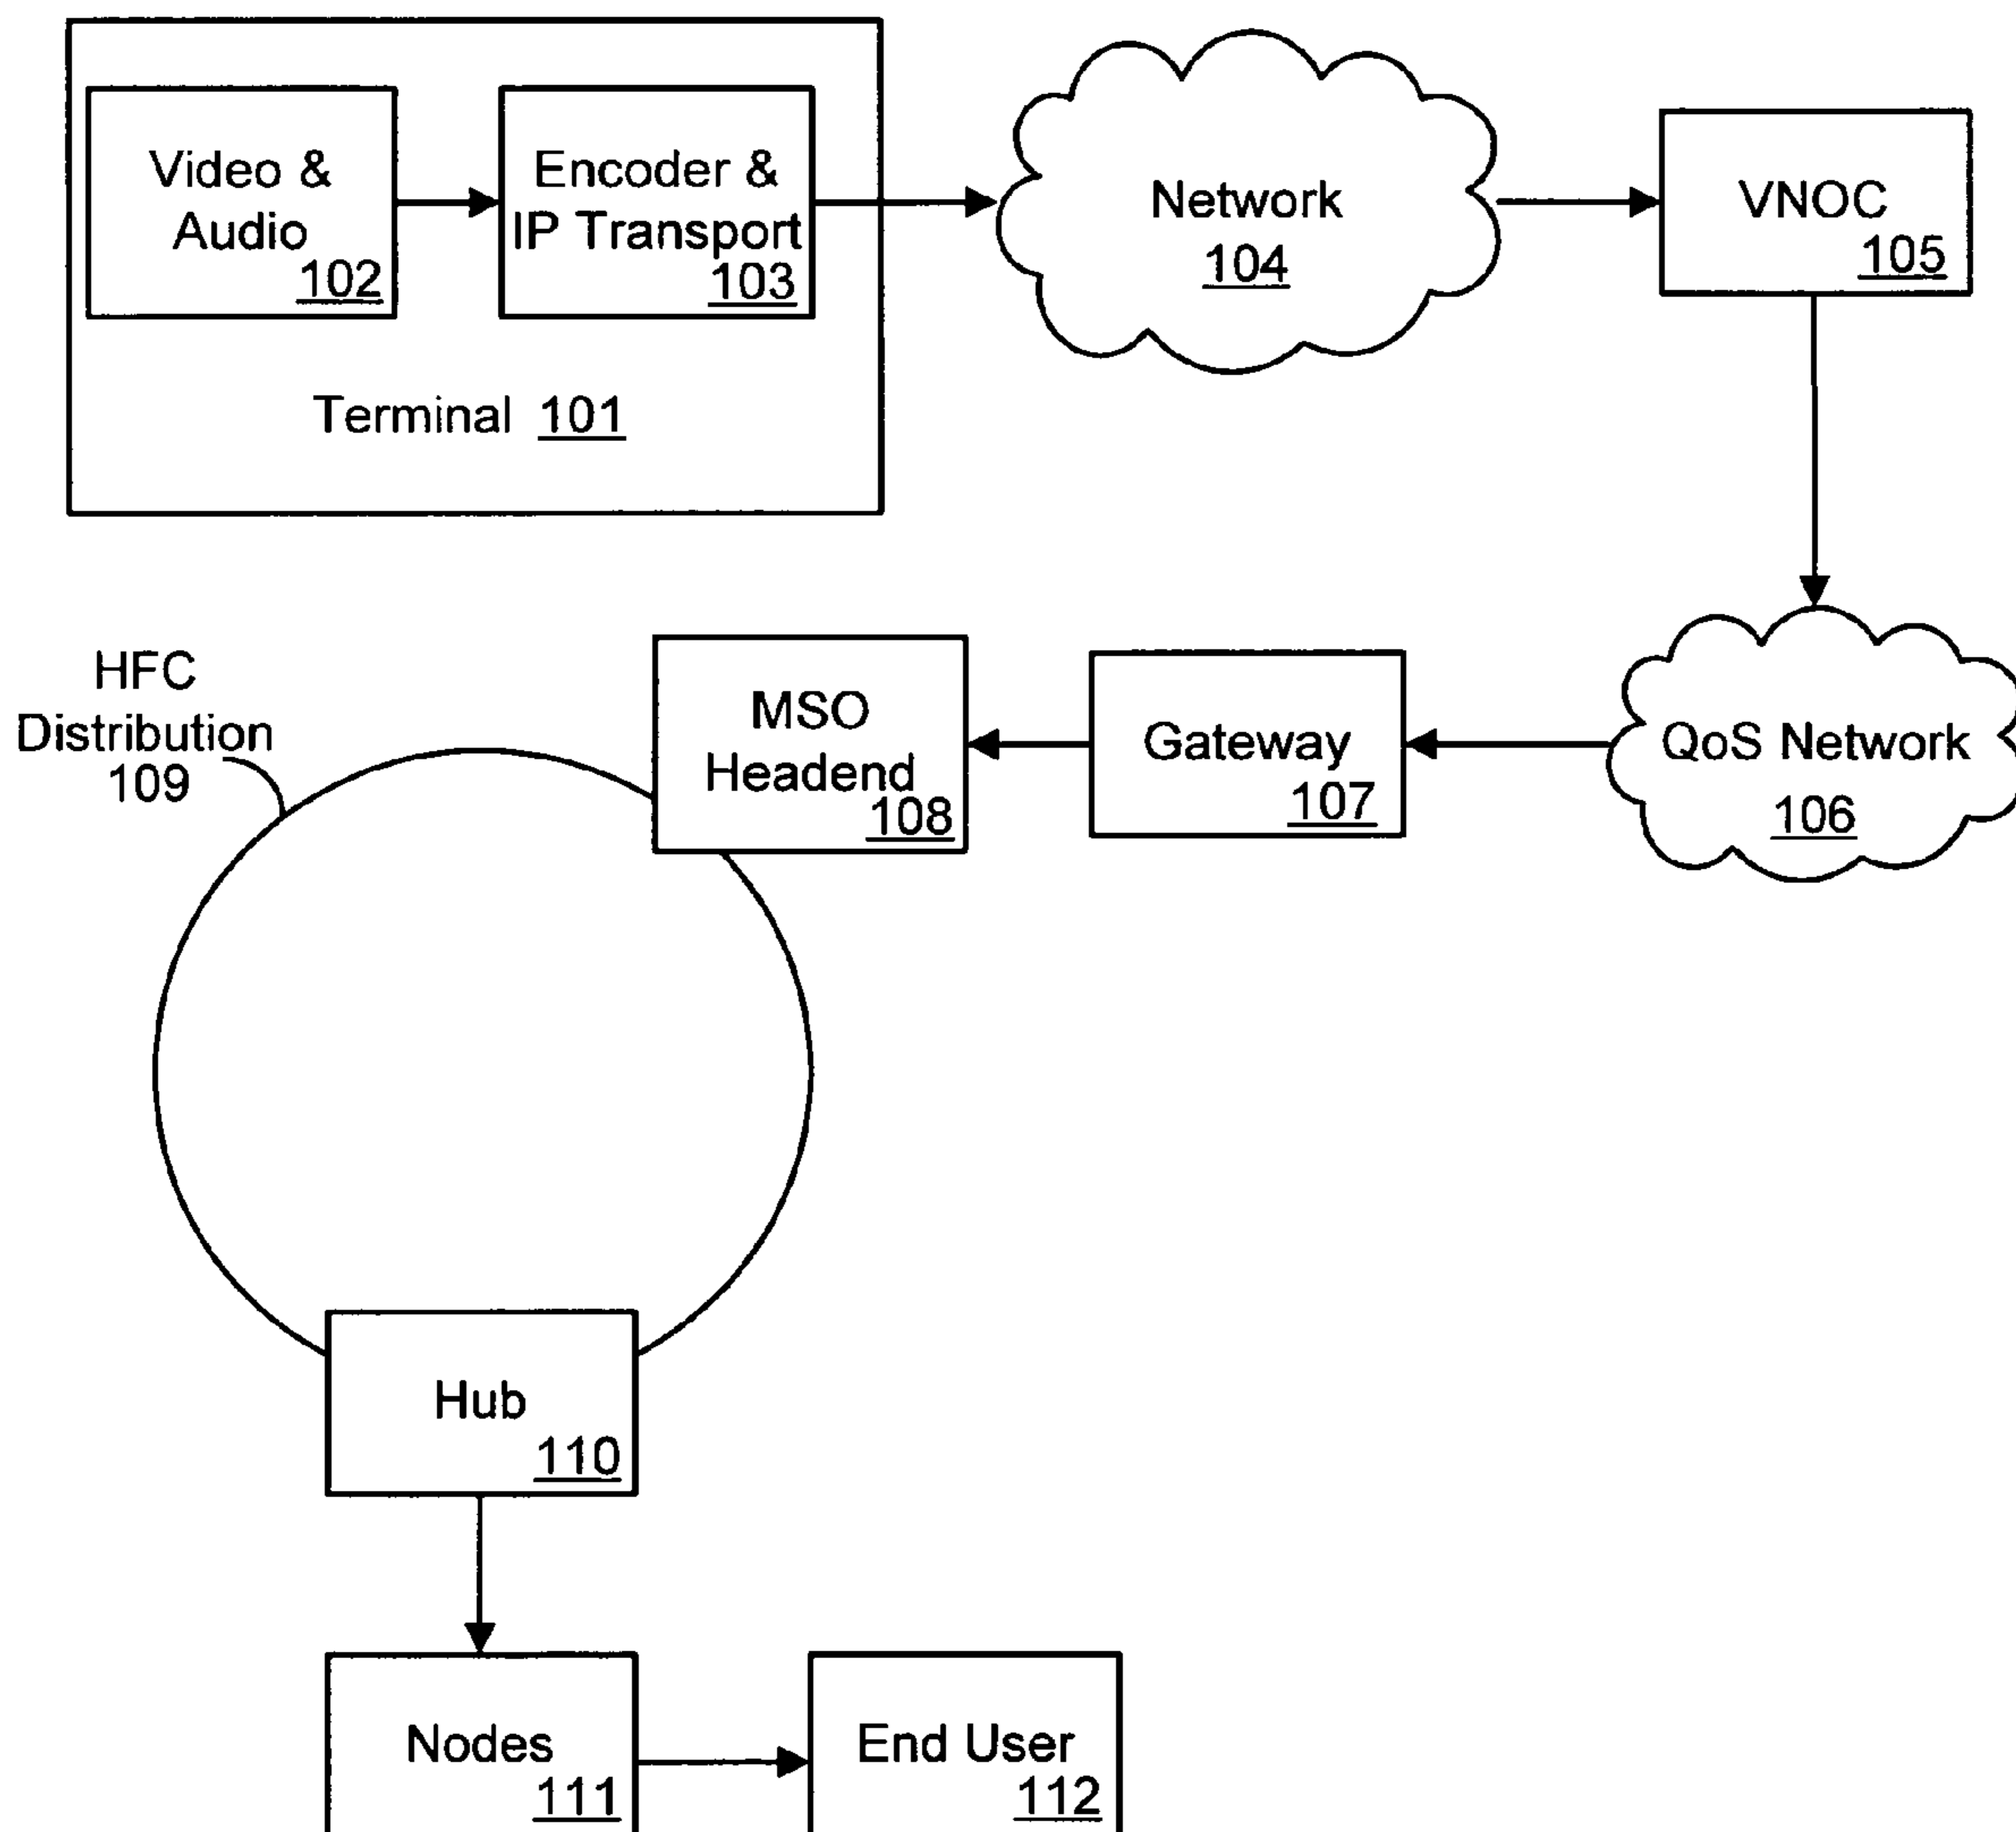 Video &
Audio
102
Encoder &
IP Transport
103
Terminal 101
Network
104
VNOC
105
HFC
Distribution
109
MSO
Headend
108
Gateway
107
QoS Network
106
Hub
110
Nodes
111
End User
112